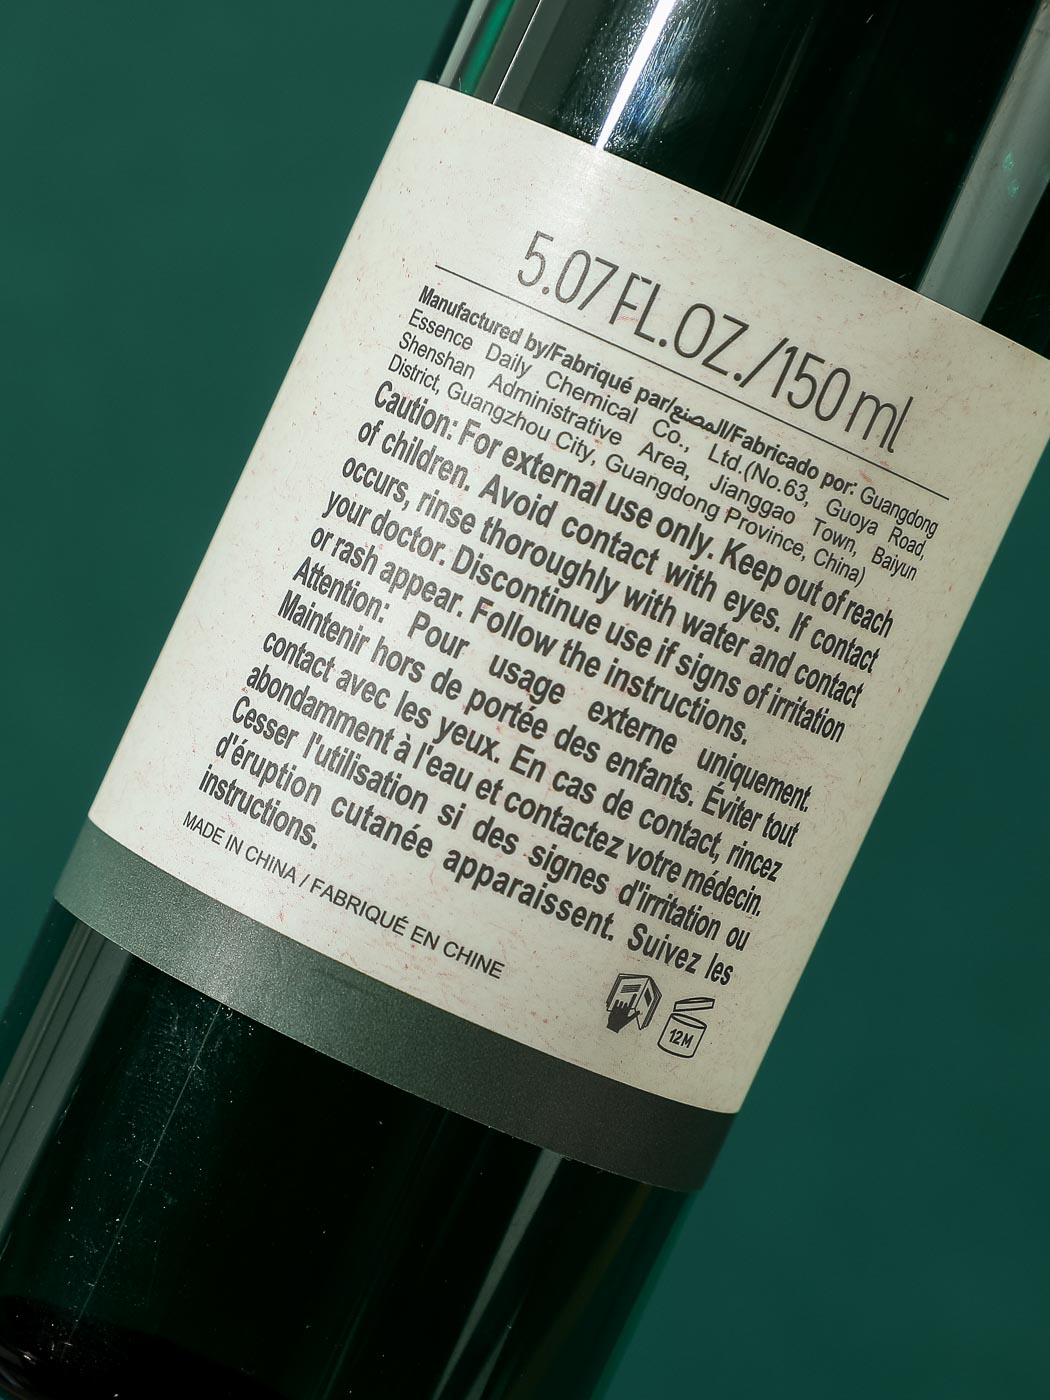 5.07 FL.OZ./150 ml
Manufactured by/Fabriqué par/المصنع/Fabricado por: Guangdong
Essence Daily Chemical Co., Ltd.(No.63, Guoya Road,
Shenshan Administrative Area, Jianggao Town, Baiyun
District, Guangzhou City, Guangdong Province, China)
Caution: For external use only. Keep out of reach
of children. Avoid contact with eyes. If contact
occurs, rinse thoroughly with water and contact
your doctor. Discontinue use if signs of irritation
or rash appear. Follow the instructions.
Attention: Pour usage externe uniquement.
Maintenir hors de portée des enfants. Éviter tout
contact avec les yeux. En cas de contact, rincez
abondamment à l'eau et contactez votre médecin.
Cesser l'utilisation si des signes d'irritation ou
d'éruption cutanée apparaissent. Suivez les
instructions.
MADE IN CHINA / FABRIQUÉ EN CHINE
12M